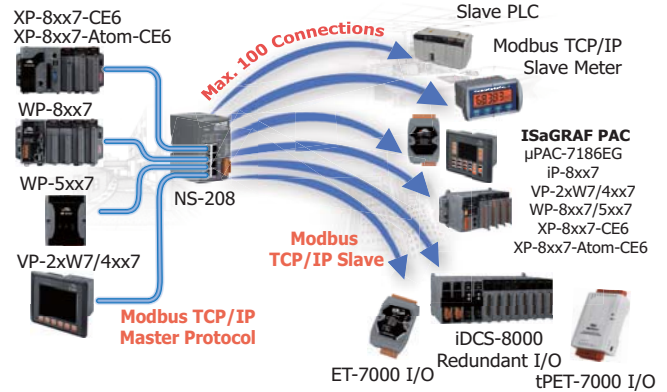 XP-8xx7-CE6
XP-8xx7-Atom-CE6
WP-8xx7
WP-5xx7
VP-2xW7/4xx7
NS-208
Max. 100 Connections
Modbus TCP/IP
Master Protocol
Modbus
TCP/IP Slave
Slave PLC
Modbus TCP/IP
Slave Meter
ISaGRAF PAC
µPAC-7186EG
iP-8xx7
VP-2xW7/4xx7
WP-8xx7/5xx7
XP-8xx7-CE6
XP-8xx7-Atom-CE6
iDCS-8000
Redundant I/O
ET-7000 I/O
tPET-7000 I/O